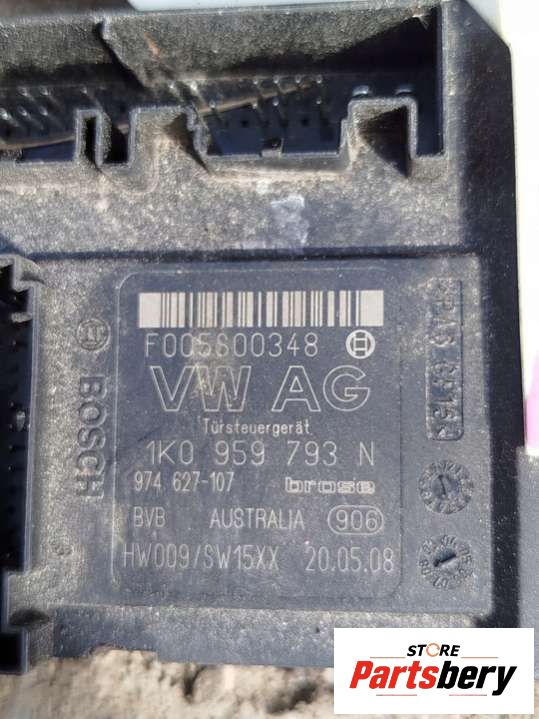 F005S00348
VW AG
Türsteuergerät
1K0 959 793 N
974 627-107 brose
BVB AUSTRALIA 906
HW009/SW15XX 20.05.08
BOSCH
STORE
Partsbery